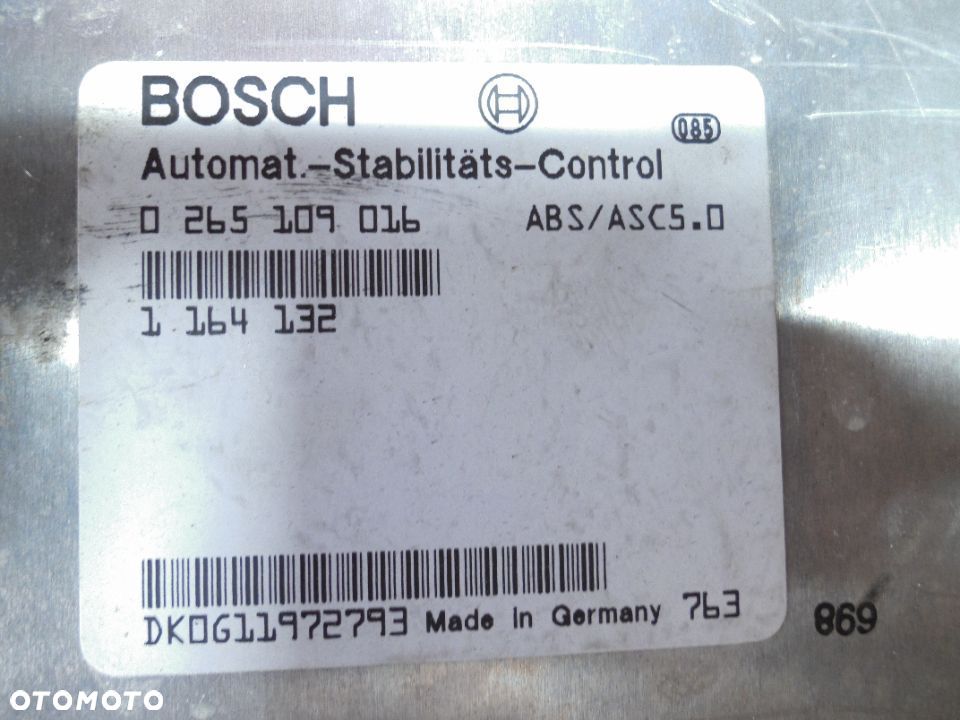 BOSCH
085
Automat.-Stabilitäts-Control
0 265 109 016 ABS/ASC5.0
1 164 132
DK0G11972793 Made in Germany 763
869
OTOMOTO